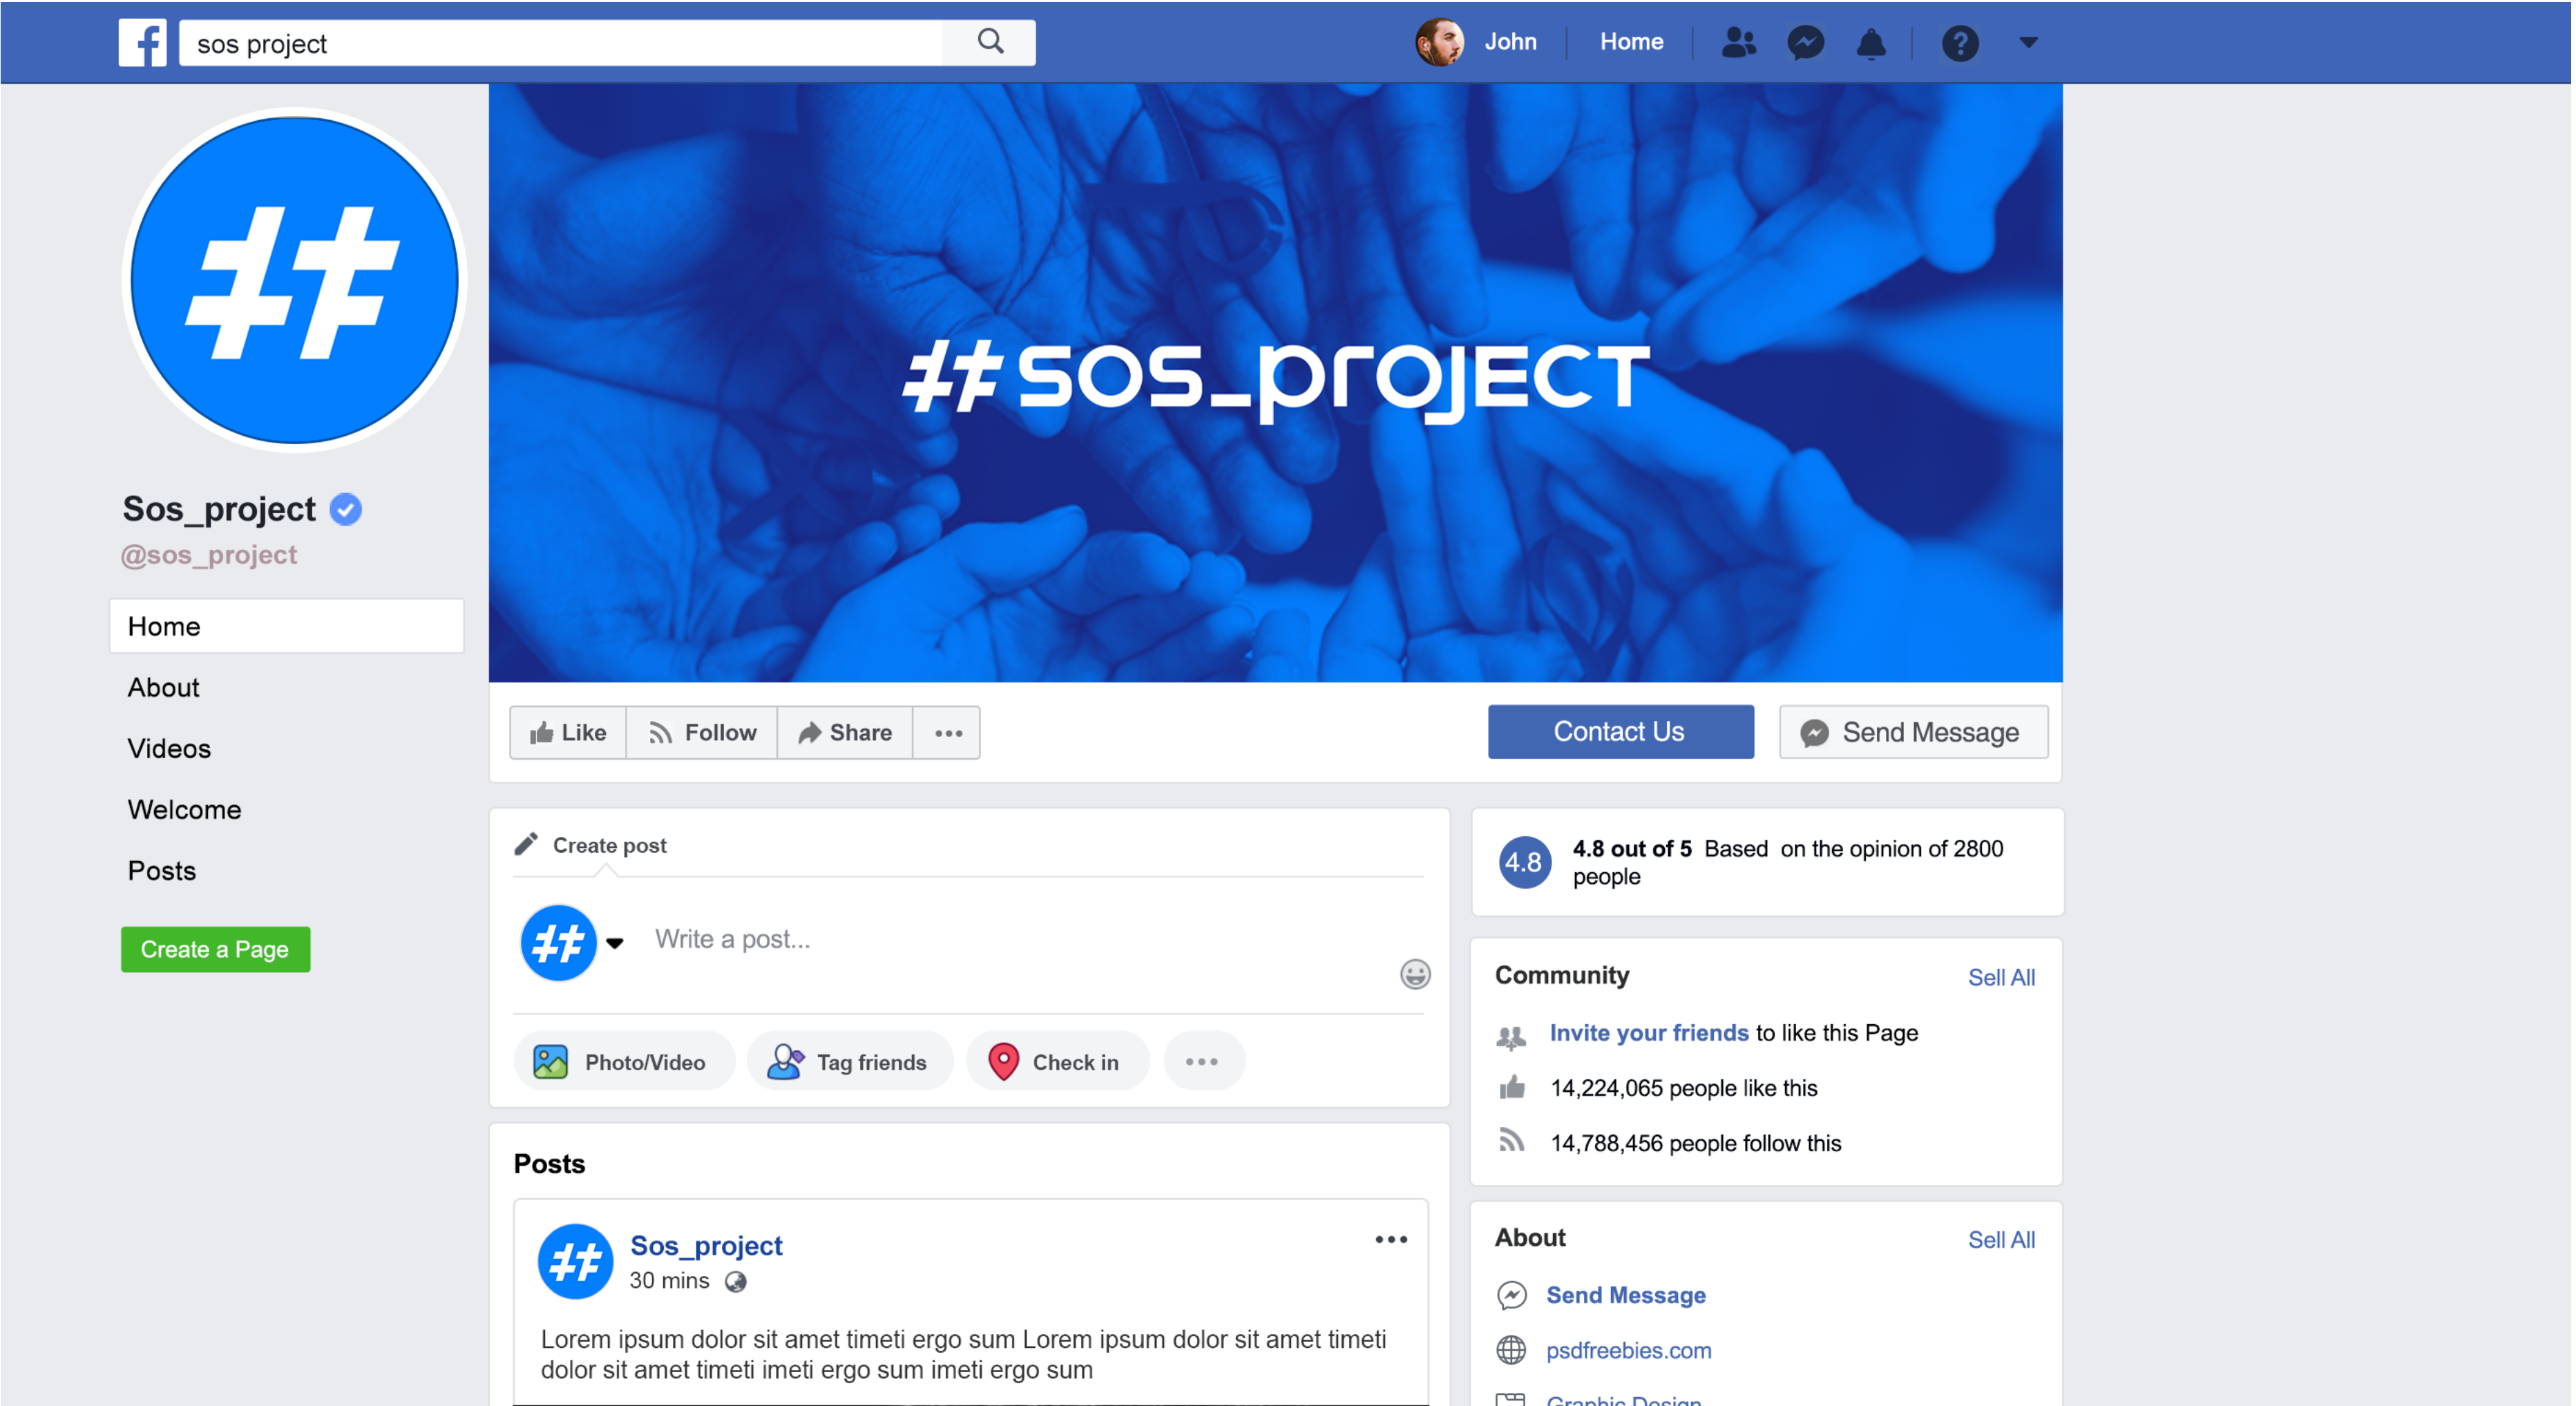 sos project
John
Home
#SOS_PROJECT
Sos_project
@sos_project
Home
About
Videos
Welcome
Posts
Create a Page
Like
Follow
Share
Contact Us
Send Message
Create post
Write a post...
Photo/Video
Tag friends
Check in
Posts
Sos_project
30 mins
Lorem ipsum dolor sit amet timeti ergo sum Lorem ipsum dolor sit amet timeti
dolor sit amet timeti imeti ergo sum imeti ergo sum
4.8
4.8 out of 5 Based on the opinion of 2800
people
Community
Sell All
Invite your friends to like this Page
14,224,065 people like this
14,788,456 people follow this
About
Sell All
Send Message
psdfreebies.com
Graphic Design